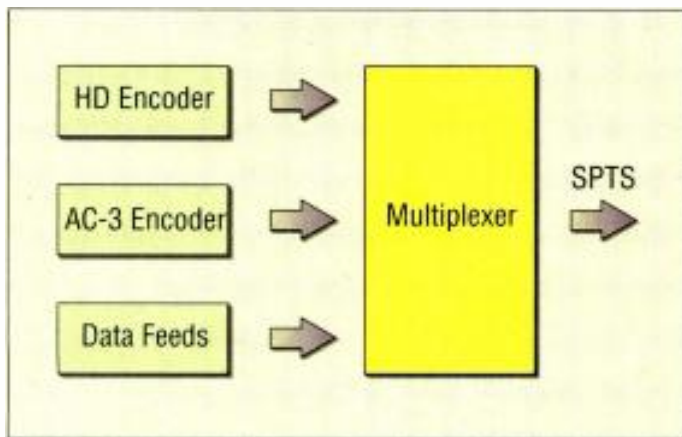 HD Encoder
AC-3 Encoder
Data Feeds
Multiplexer
SPTS